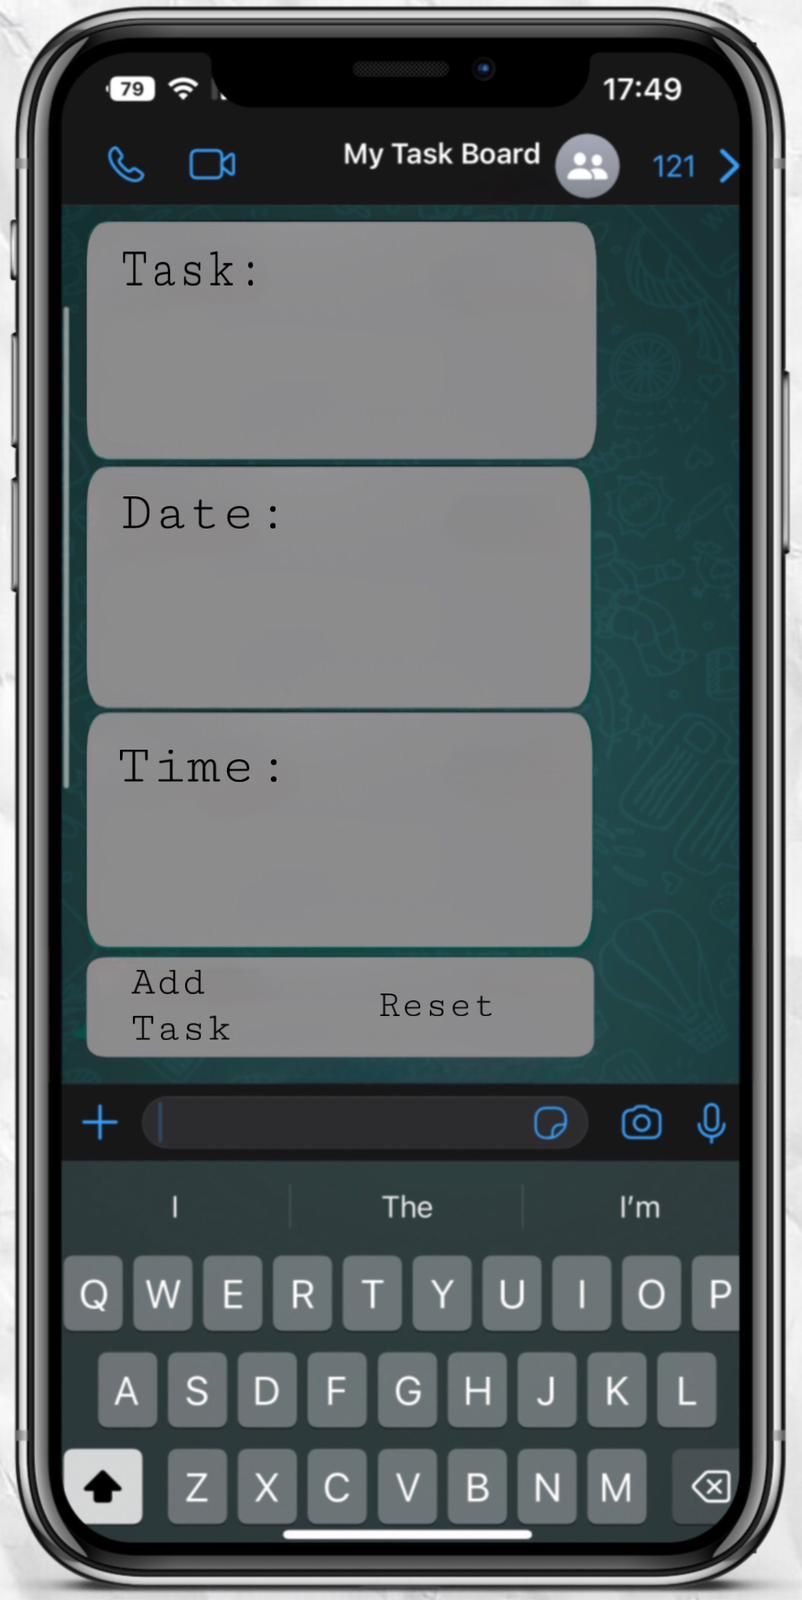 79 17:49
My Task Board 121
Task:
Date:
Time:
Add
Task
Reset
I The I'm
Q W E R T Y U I O P
A S D F G H J K L
Z X C V B N M